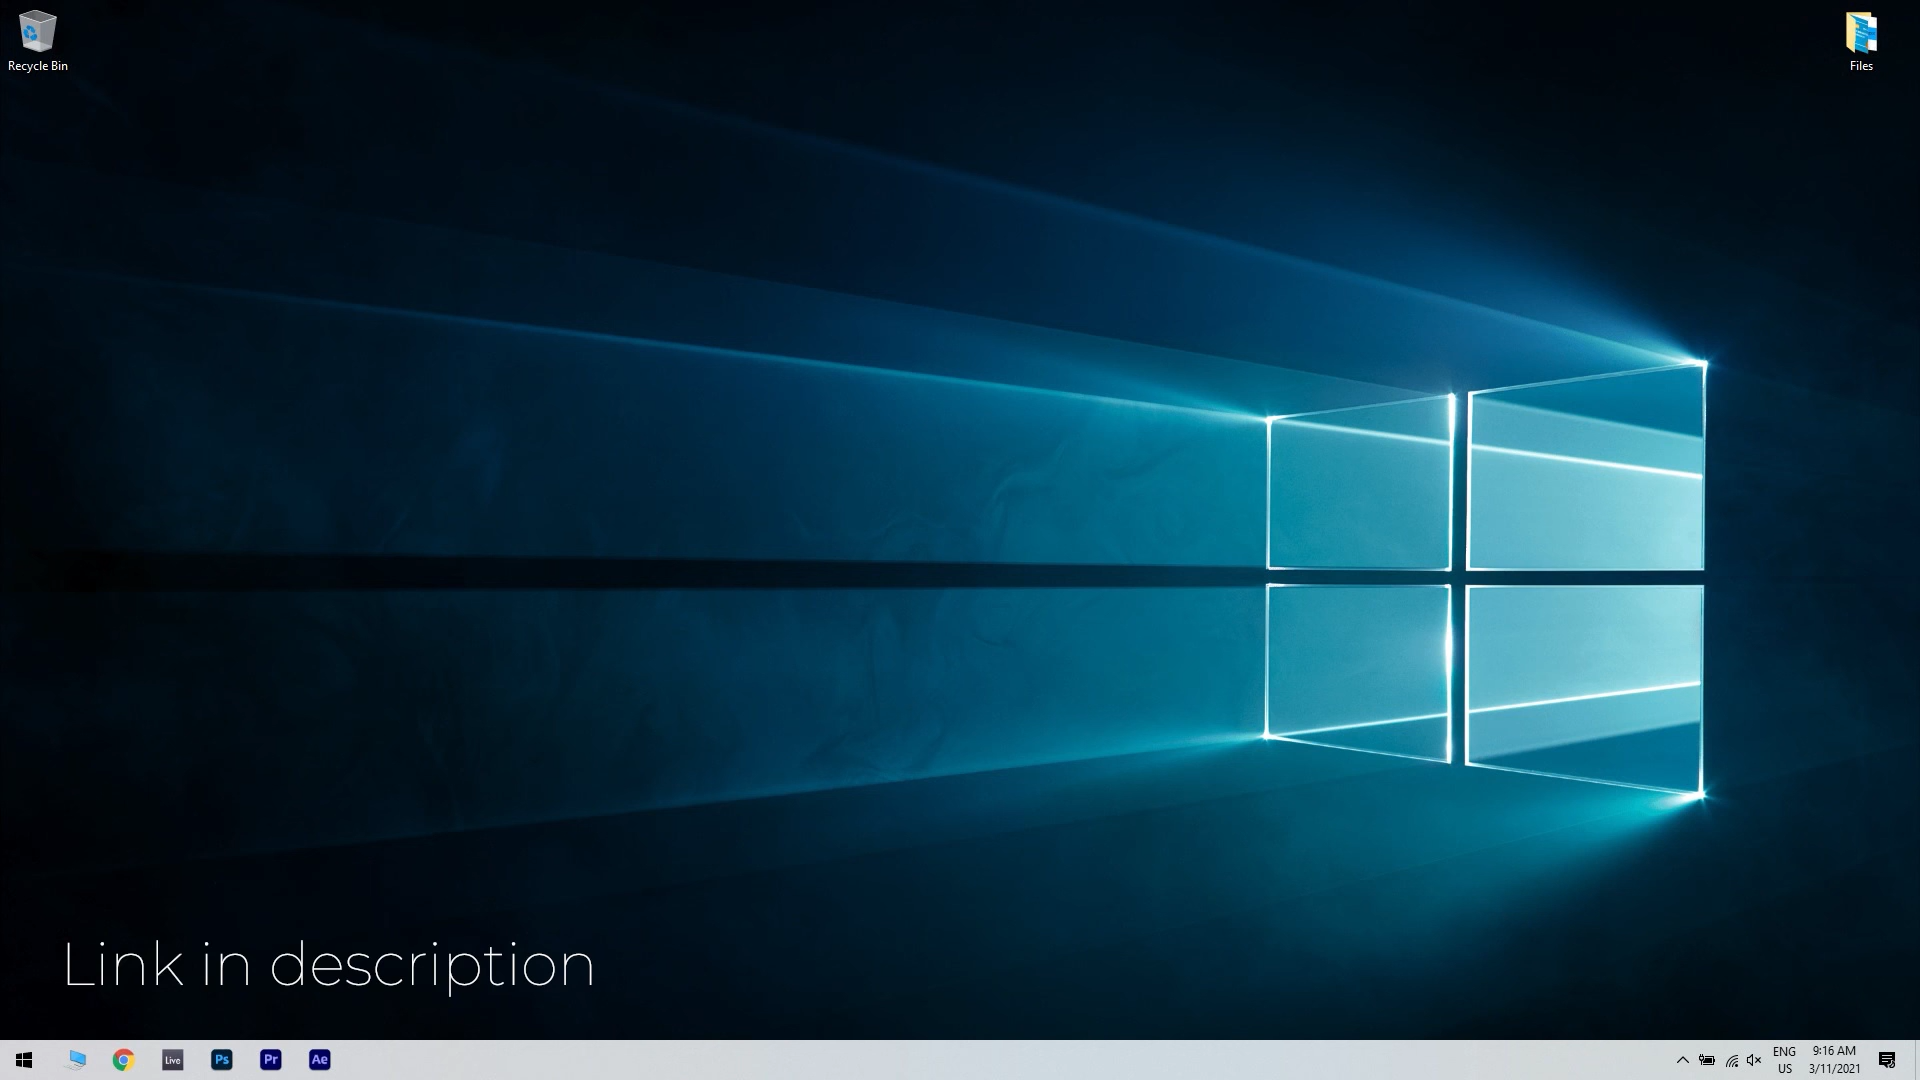 Recycle Bin
Files
Link in description
Live
Ps
Pr
Ae
ENG
US
9:16 AM
3/11/2021